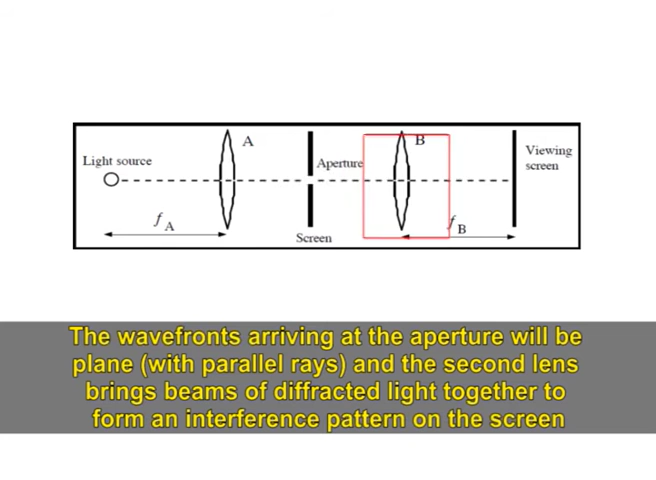 A
B
Light source
Aperture
Viewing
screen
f A
f B
Screen
The wavefronts arriving at the aperture will be
plane (with parallel rays) and the second lens
brings beams of diffracted light together to
form an interference pattern on the screen